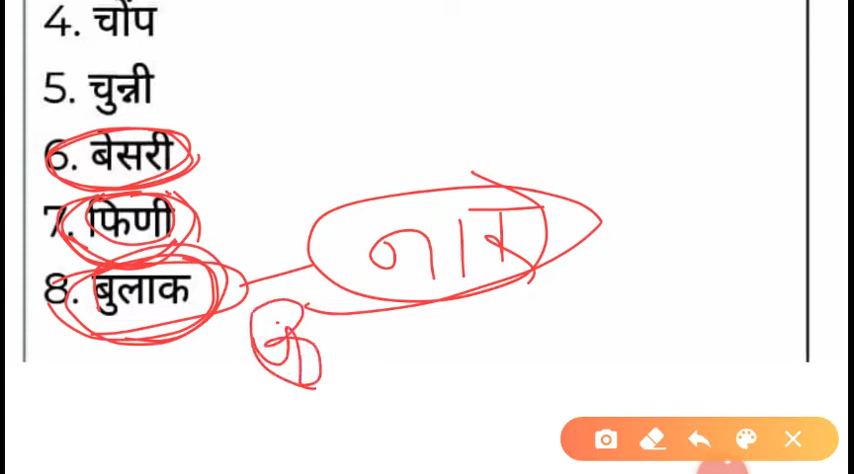 4. चोंप
5. चुन्नी
6. बेसरी
7. फिणी
8. बुलाक